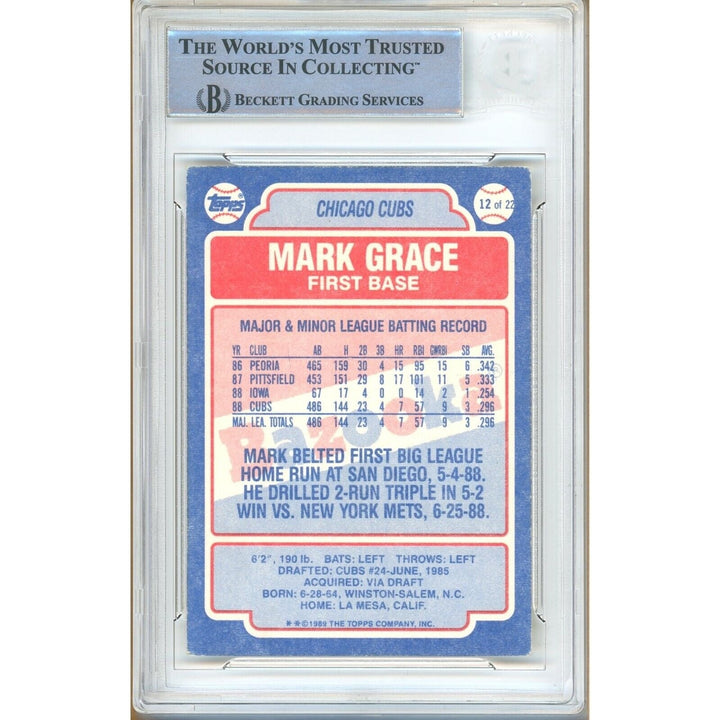 THE WORLD'S MOST TRUSTED
SOURCE IN COLLECTING™
B BECKETT GRADING SERVICES
Topps®
CHICAGO CUBS
12 of 22
MARK GRACE
FIRST BASE
MAJOR & MINOR LEAGUE BATTING RECORD
YR CLUB AB H 2B 3B HR RBI GWRBI SB AVG.
86 PEORIA 465 159 30 4 15 95 15 6 .342
87 PITTSFIELD 453 151 29 8 17 101 11 5 .333
88 IOWA 67 17 4 0 0 14 2 1 .254
88 CUBS 486 144 23 4 7 57 9 3 .296
MAJ. LEA. TOTALS 486 144 23 4 7 57 9 3 .296
Bazooka®
MARK BELTED FIRST BIG LEAGUE
HOME RUN AT SAN DIEGO, 5-4-88.
HE DRILLED 2-RUN TRIPLE IN 5-2
WIN VS. NEW YORK METS, 6-25-88.
6'2", 190 lb. BATS: LEFT THROWS: LEFT
DRAFTED: CUBS #24-JUNE, 1985
ACQUIRED: VIA DRAFT
BORN: 6-28-64, WINSTON-SALEM, N.C.
HOME: LA MESA, CALIF.
**©1989 THE TOPPS COMPANY, INC.